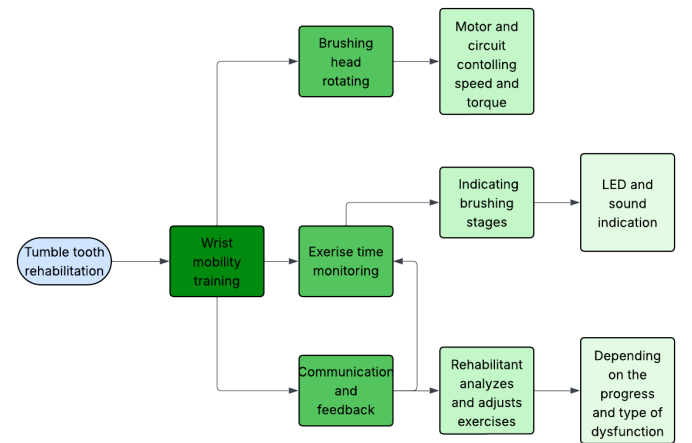 Tumble tooth
rehabilitation
Wrist
mobility
training
Brushing
head
rotating
Motor and
circuit
contolling
speed and
torque
Exerise time
monitoring
Indicating
brushing
stages
LED and
sound
indication
Communication
and
feedback
Rehabilitant
analyzes
and adjusts
exercises
Depending
on the
progress
and type of
dysfunction